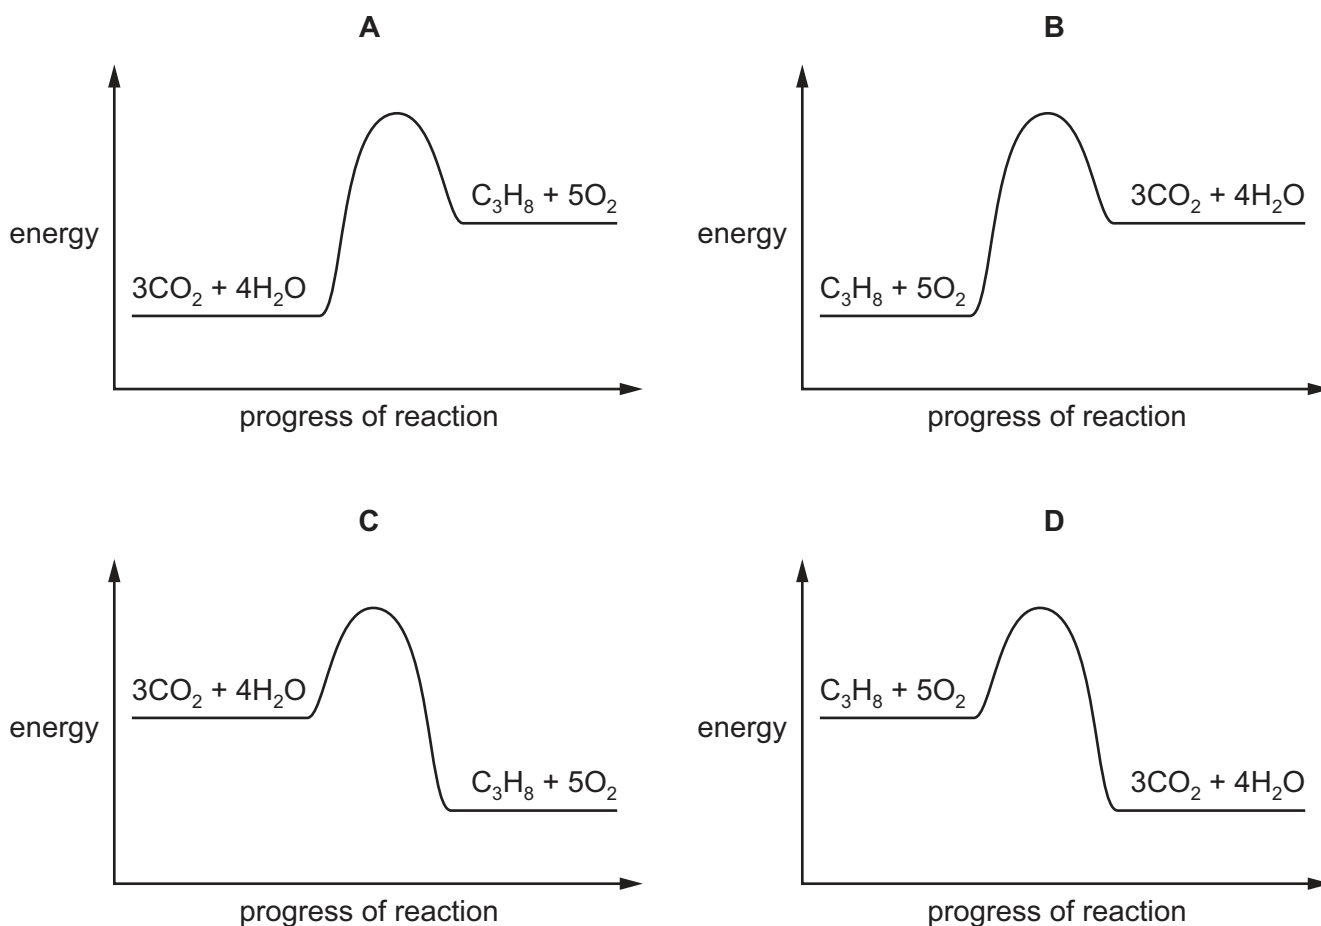 A
energy
3CO₂ + 4H₂O
C₃H₈ + 5O₂
progress of reaction
B
energy
C₃H₈ + 5O₂
3CO₂ + 4H₂O
progress of reaction
C
energy
3CO₂ + 4H₂O
C₃H₈ + 5O₂
progress of reaction
D
energy
C₃H₈ + 5O₂
3CO₂ + 4H₂O
progress of reaction